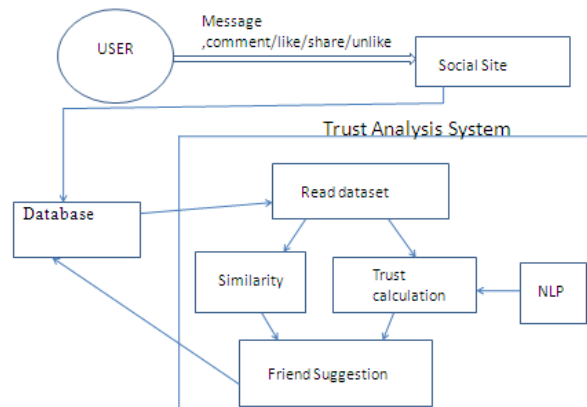 Message
,comment/like/share/unlike
USER
Social Site
Trust Analysis System
Read dataset
Database
Similarity
Trust
calculation
NLP
Friend Suggestion